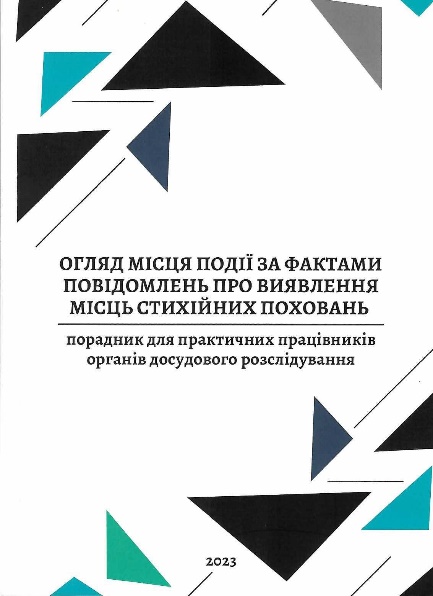 ОГЛЯД МІСЦЯ ПОДІЇ ЗА ФАКТАМИ
ПОВІДОМЛЕНЬ ПРО ВИЯВЛЕННЯ
МІСЦЬ СТИХІЙНИХ ПОХОВАНЬ
порадник для практичних працівників
органів досудового розслідування
2023